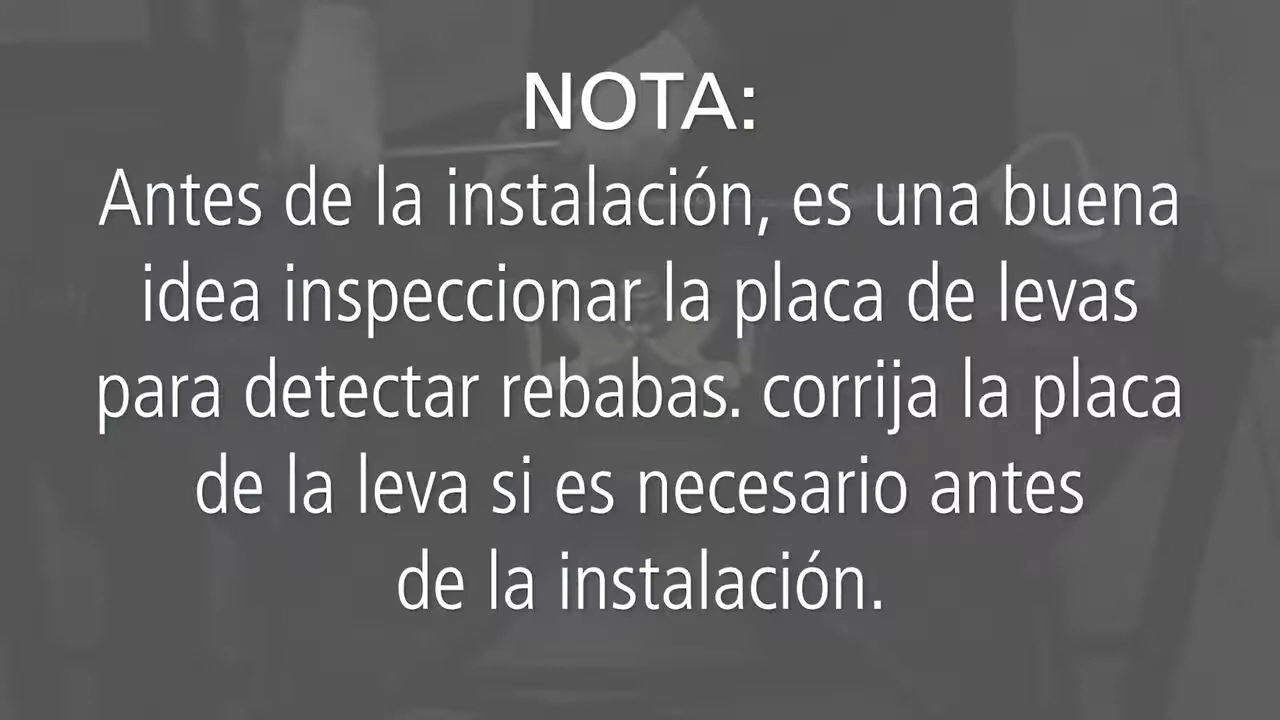 NOTA:
Antes de la instalación, es una buena
idea inspeccionar la placa de levas
para detectar rebabas. corrija la placa
de la leva si es necesario antes
de la instalación.